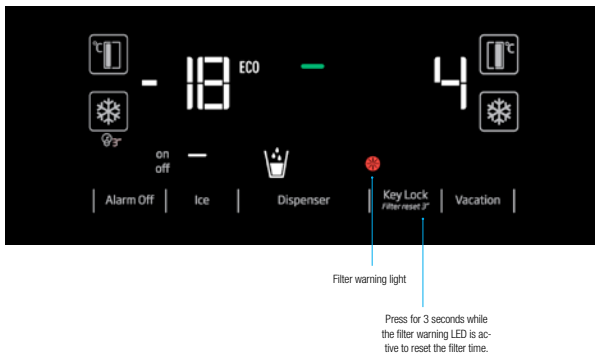 °C
°C
- 18 ECO
4
3"
on
off
Alarm Off Ice Dispenser Key Lock Vacation
Filter reset 3"
Filter warning light
Press for 3 seconds while
the filter warning LED is ac-
tive to reset the filter time.